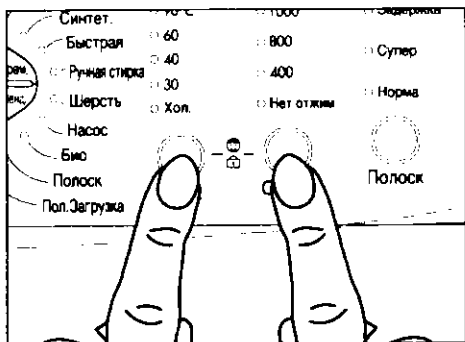 Синтет.
Быстрая
Ручная стирка
Шерсть
Насос
Био
Полоск
Пол.Загрузка
60
40
30
Хол.
1000
800
400
Нет отжим
Задержка
Супер
Норма
Полоск